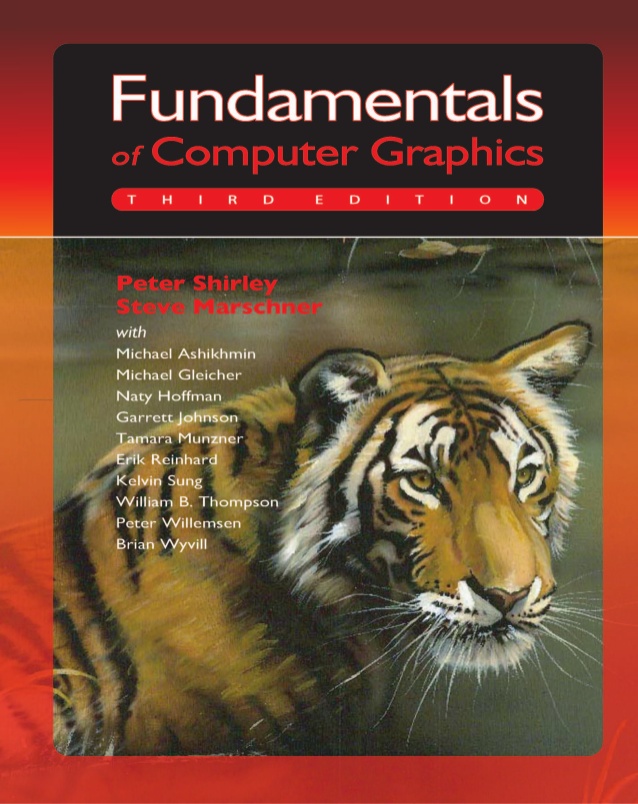 Fundamentals
of Computer Graphics
THIRD EDITION
Peter Shirley
Steve Marschner
with
Michael Ashikhmin
Michael Gleicher
Naty Hoffman
Garrett Johnson
Tamara Munzner
Erik Reinhard
Kelvin Sung
William B. Thompson
Peter Willemsen
Brian Wyvill